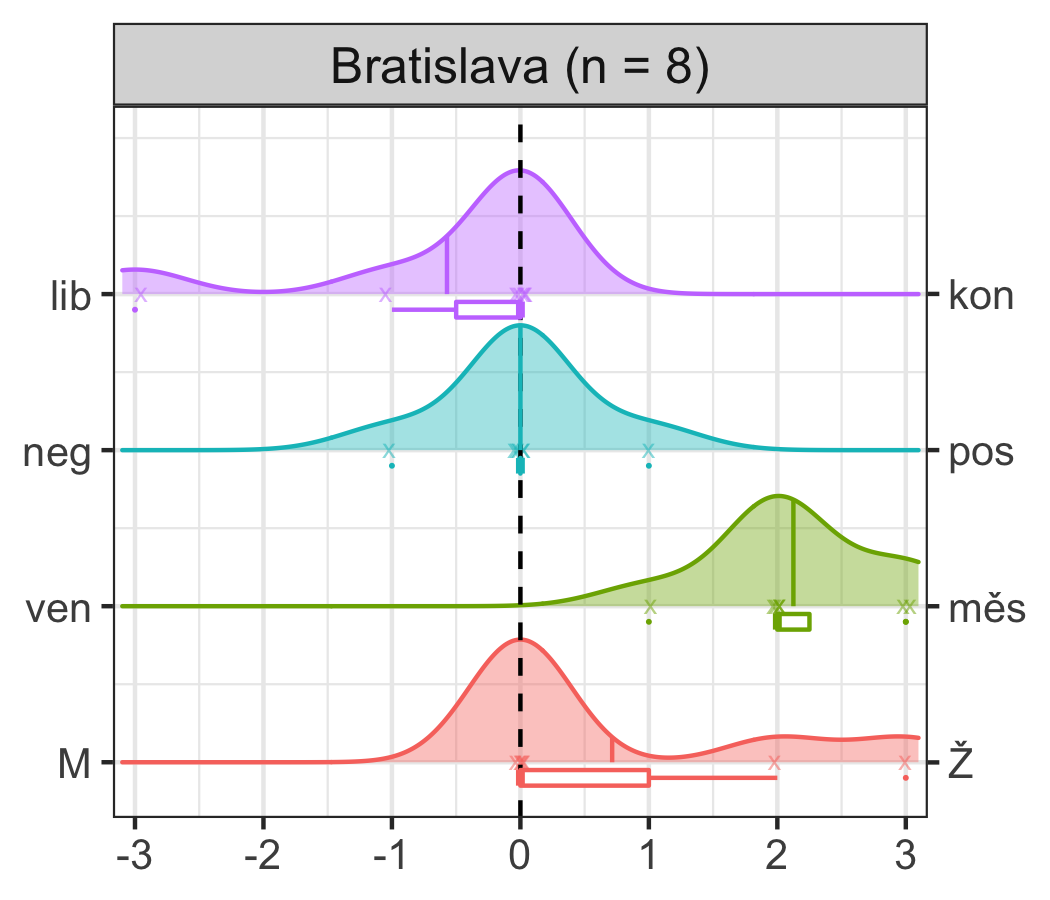 Bratislava (n = 8)
lib kon
neg pos
ven měs
M Ž
-3 -2 -1 0 1 2 3